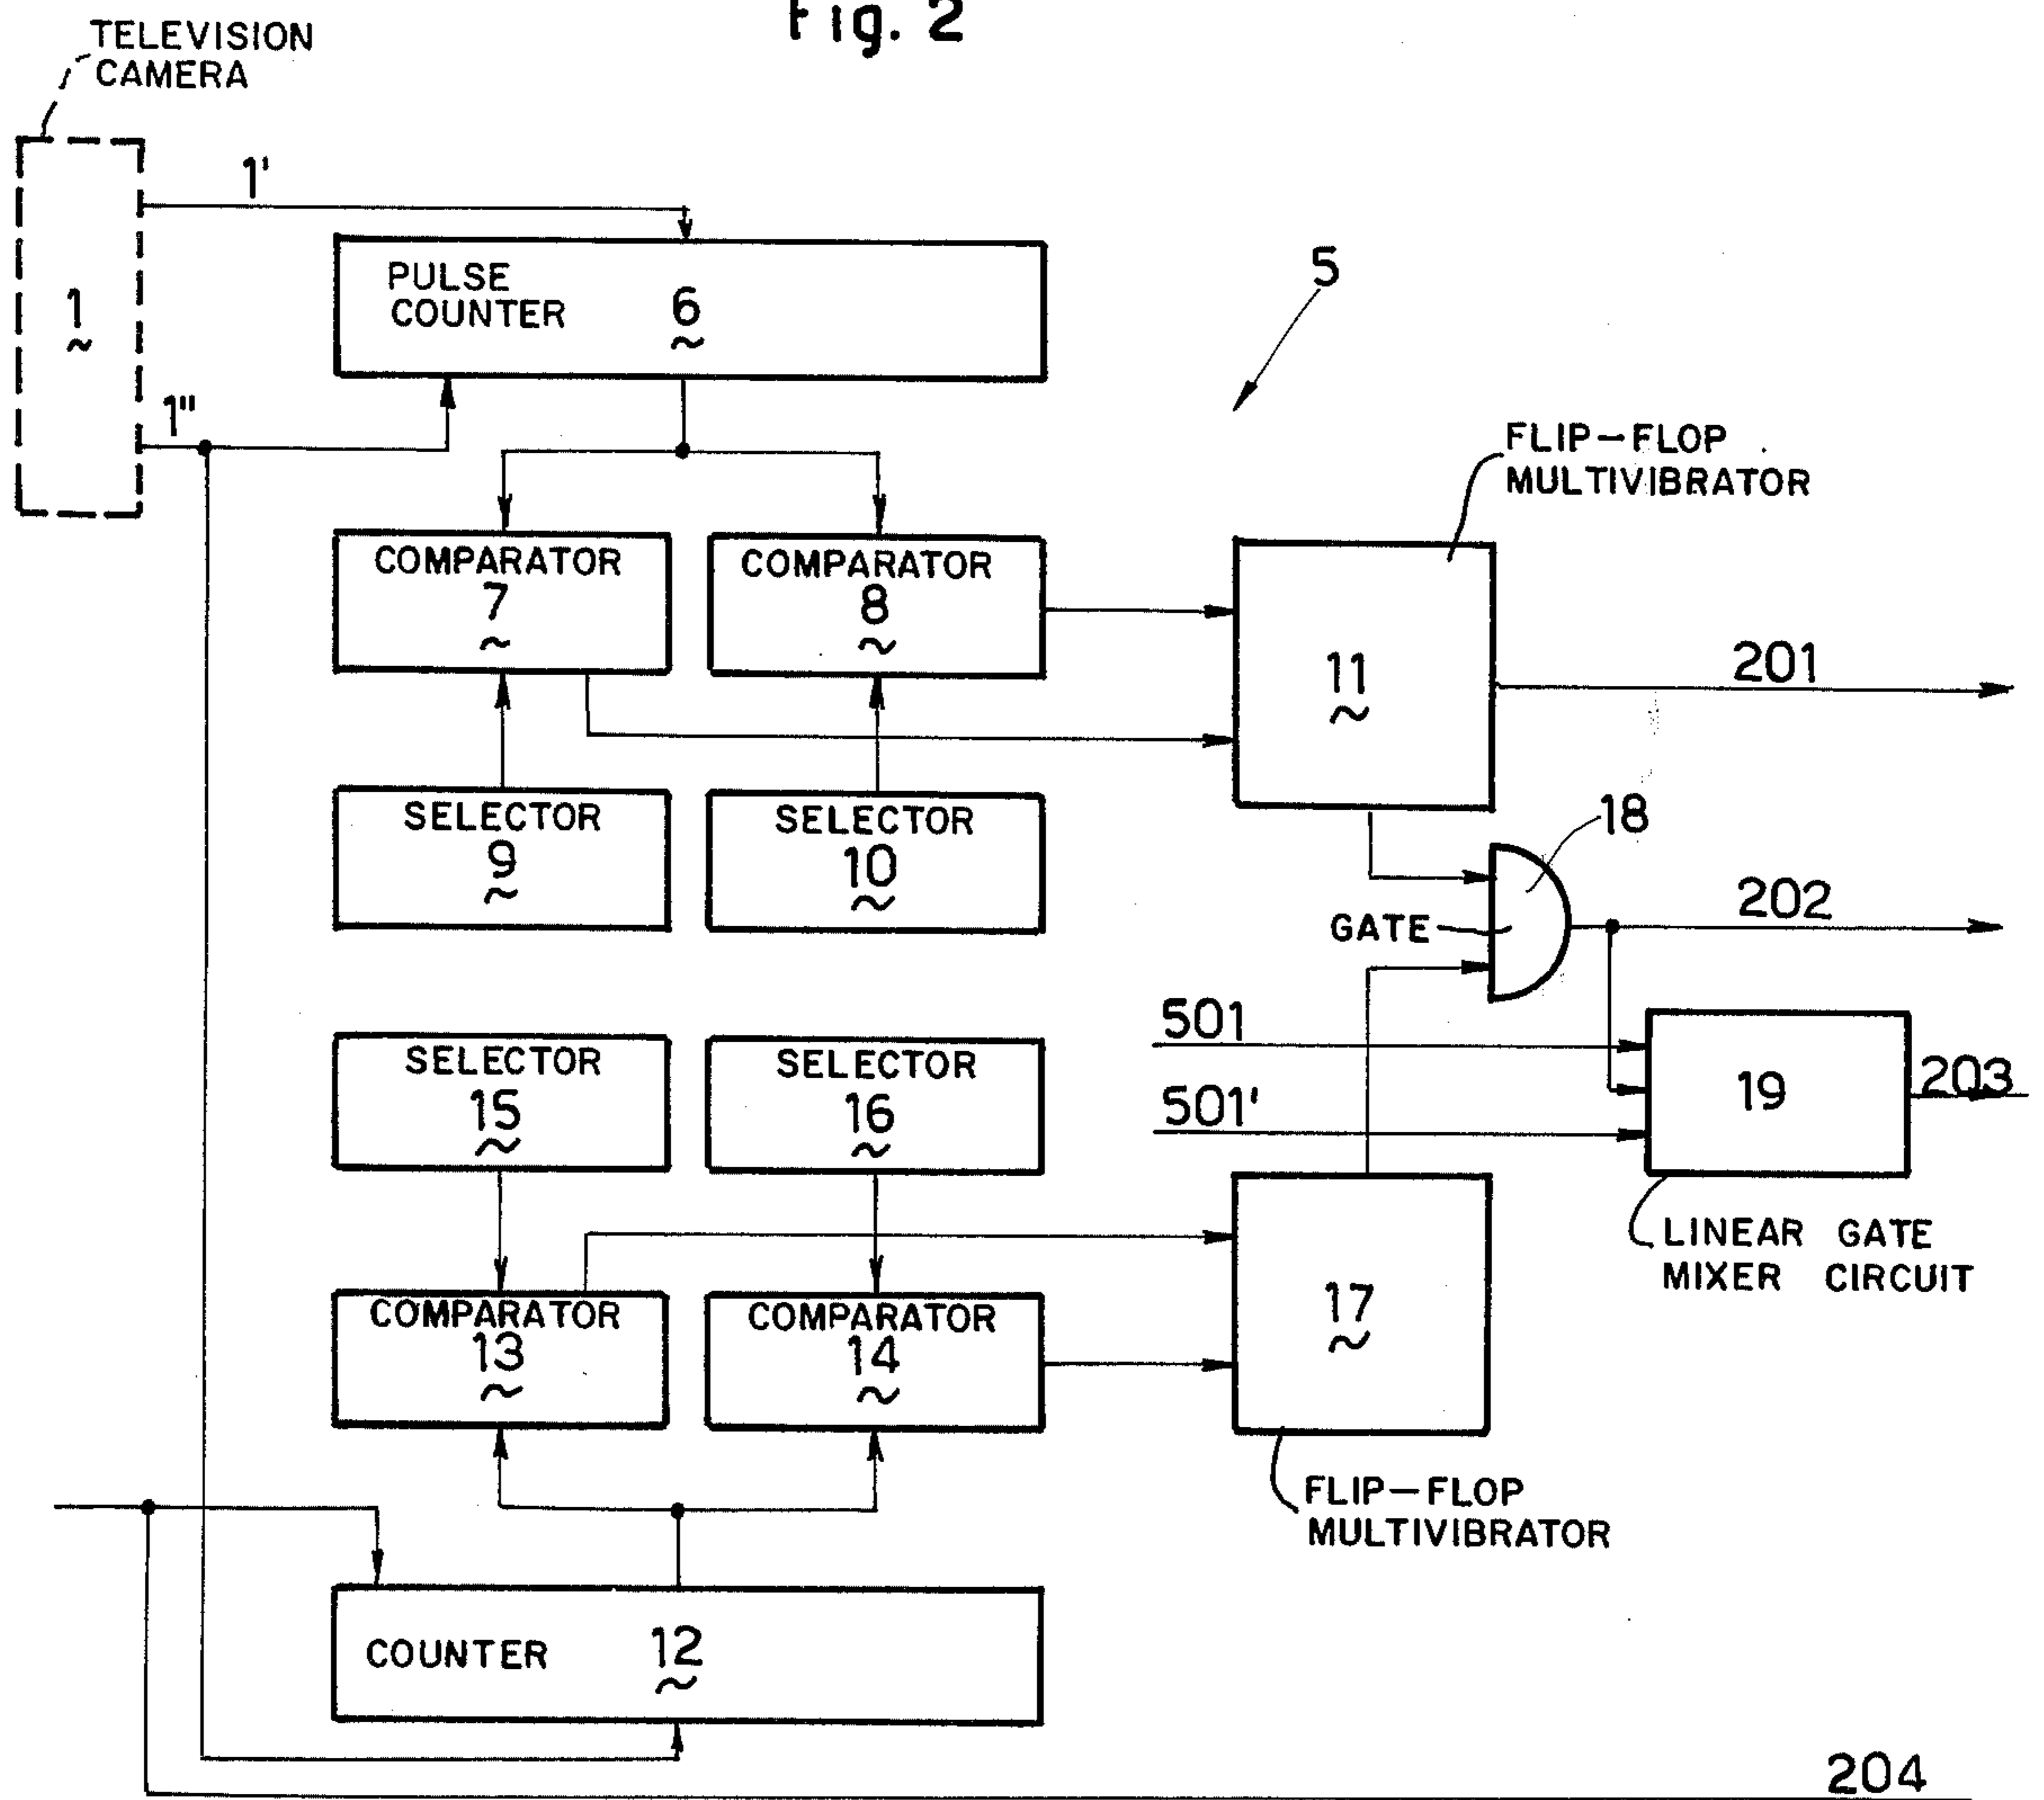 Fig. 2
TELEVISION
CAMERA
1'
1
PULSE
COUNTER
6
5
1"
FLIP-FLOP
MULTIVIBRATOR
COMPARATOR
7
COMPARATOR
8
11
201
SELECTOR
9
SELECTOR
10
18
GATE
202
501
SELECTOR
15
SELECTOR
16
501'
19
203
LINEAR GATE
MIXER CIRCUIT
COMPARATOR
13
COMPARATOR
14
17
FLIP-FLOP
MULTIVIBRATOR
COUNTER
12
204